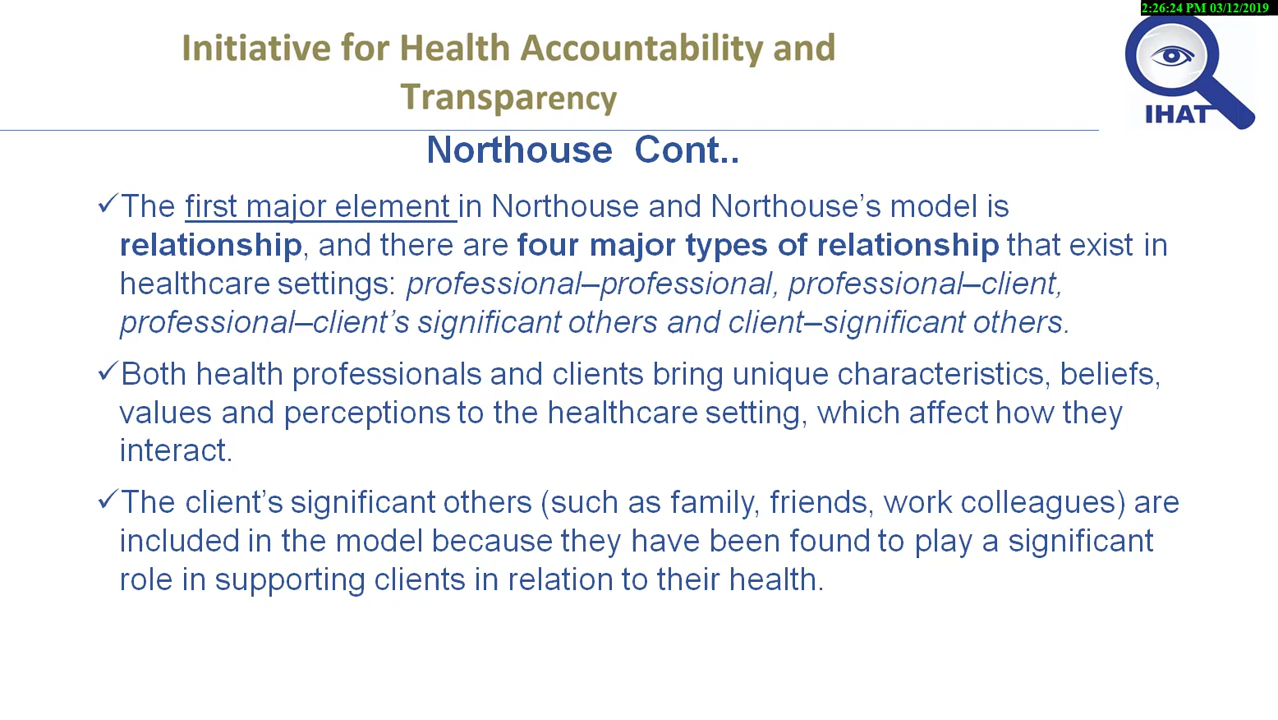 2:26:24 PM 03/12/2019
Initiative for Health Accountability and
Transparency
IHAT
Northouse Cont..
✓The first major element in Northouse and Northouse’s model is
relationship, and there are four major types of relationship that exist in
healthcare settings: professional–professional, professional–client,
professional–client’s significant others and client–significant others.
✓Both health professionals and clients bring unique characteristics, beliefs,
values and perceptions to the healthcare setting, which affect how they
interact.
✓The client’s significant others (such as family, friends, work colleagues) are
included in the model because they have been found to play a significant
role in supporting clients in relation to their health.